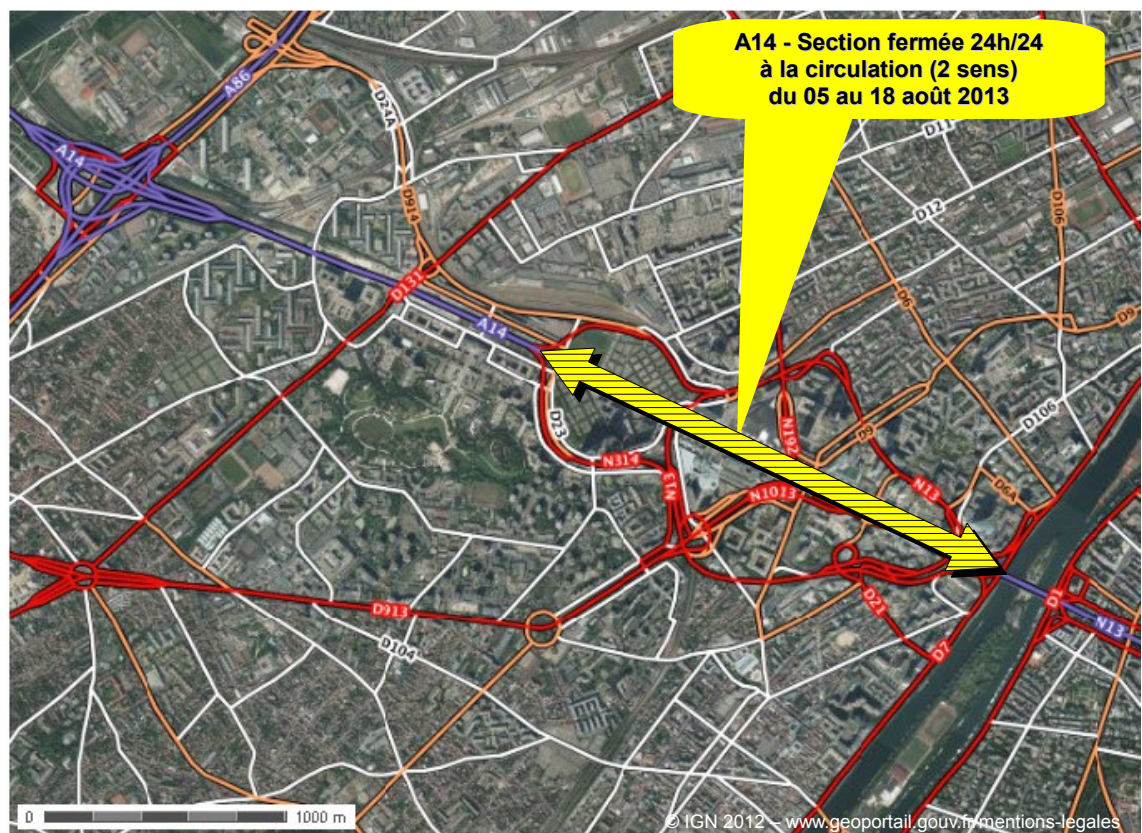 A14 - Section fermée 24h/24
à la circulation (2 sens)
du 05 au 18 août 2013
A86
D24A
A14
D914
D11
D12
D106
D131
D6
A14
D9
D23
N192
D9
D106
N314
N13
N1013
N13
D6A
D913
D104
D21
D7
D1
N13
0 1000 m
© IGN 2012 – www.geoportail.gouv.fr/mentions-legales